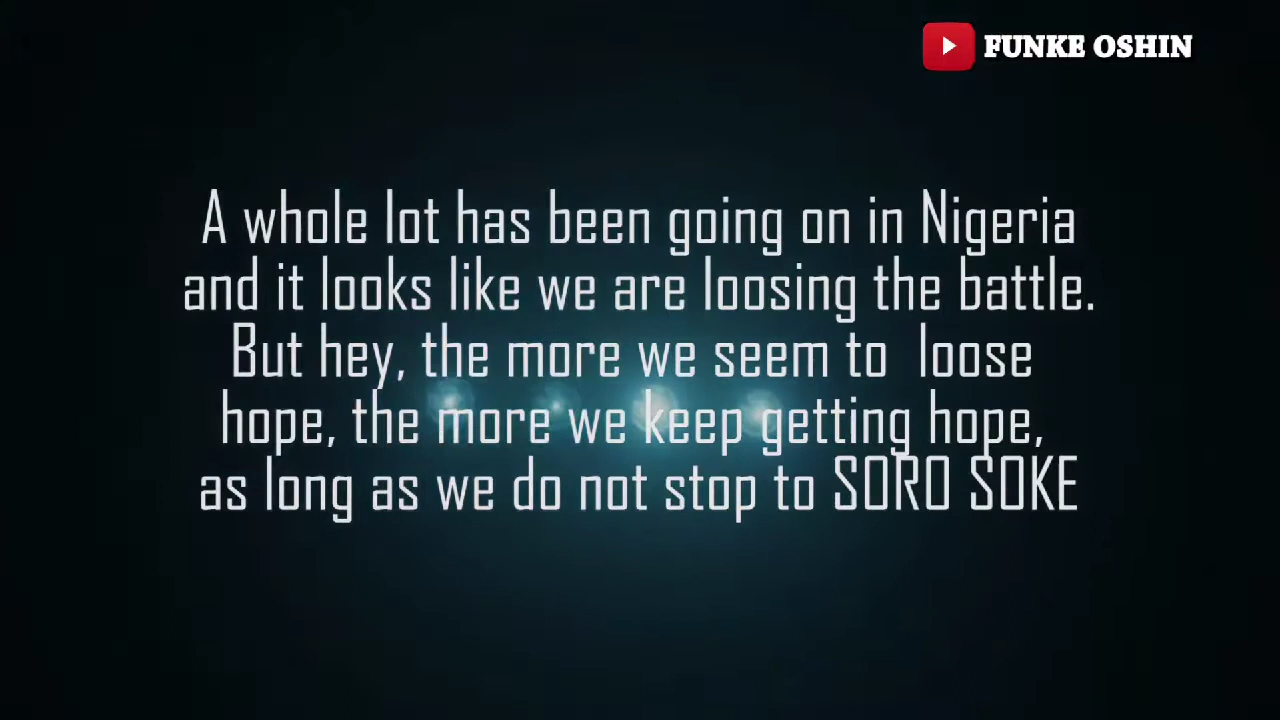 FUNKE OSHIN
A whole lot has been going on in Nigeria
and it looks like we are loosing the battle.
But hey, the more we seem to loose
hope, the more we keep getting hope,
as long as we do not stop to SORO SOKE